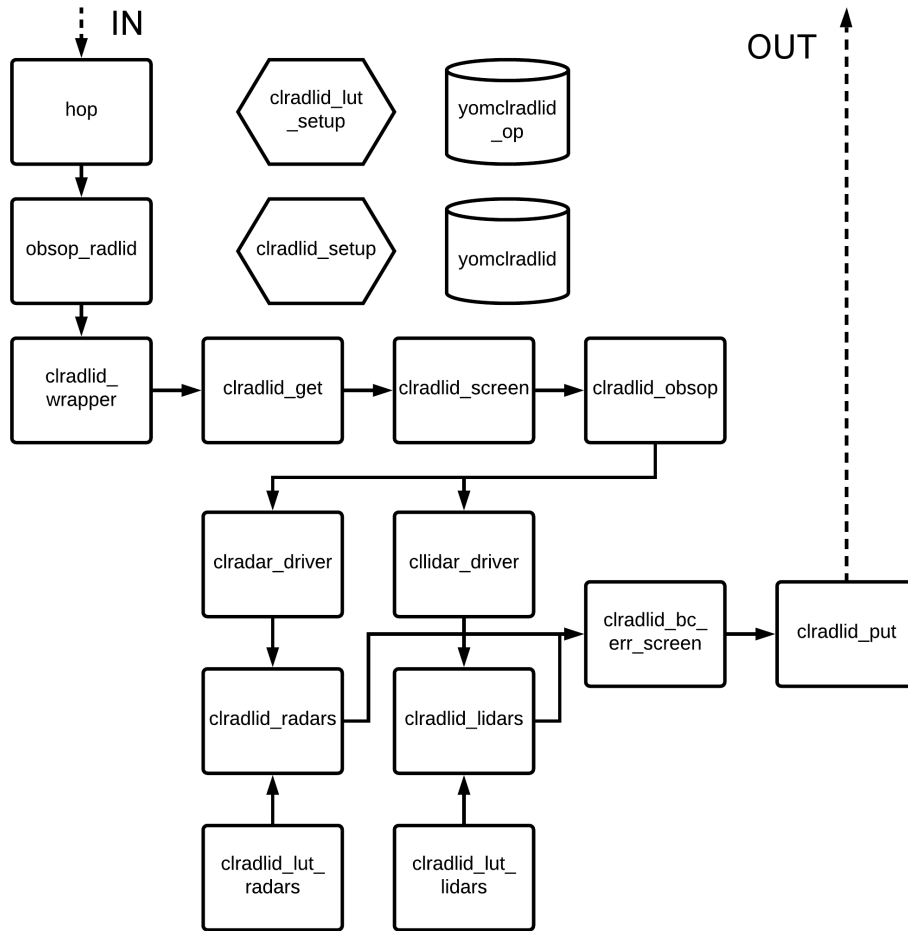 IN
OUT
hop
clradlid_lut
_setup
yomclradlid
_op
obsop_radlid
clradlid_setup
yomclradlid
clradlid_
wrapper
clradlid_get
clradlid_screen
clradlid_obsop
clradar_driver
cllidar_driver
clradlid_bc_
err_screen
clradlid_put
clradlid_radars
clradlid_lidars
clradlid_lut_
radars
clradlid_lut_
lidars